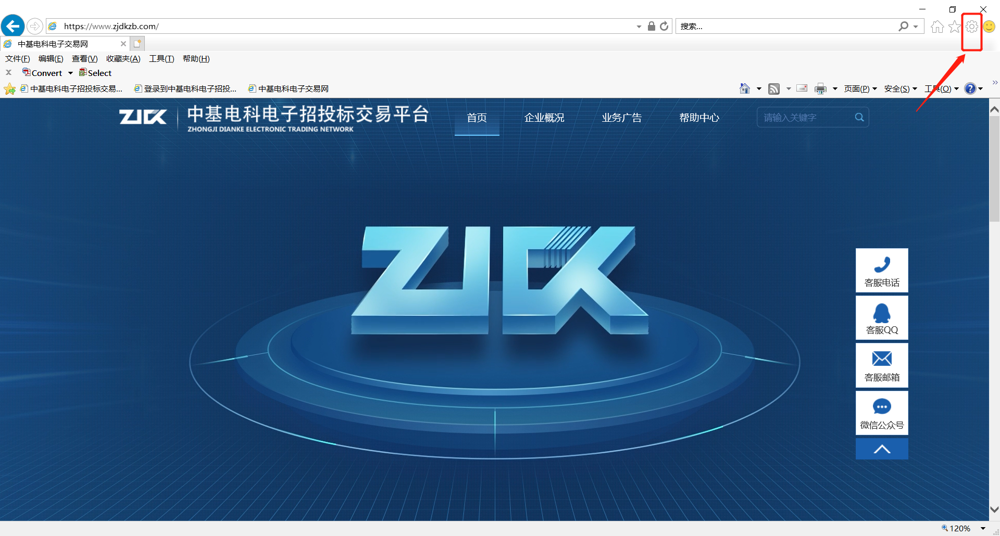 https://www.zjdkzb.com/
搜索...
中基电科电子交易网
文件(F) 编辑(E) 查看(V) 收藏夹(A) 工具(T) 帮助(H)
Convert Select
中基电科电子招投标交易... 登录到中基电科电子招投... 中基电科电子交易网
页面(P) 安全(S) 工具(O)
ZJDK 中基电科电子招投标交易平台
ZHONGJI DIANKE ELECTRONIC TRADING NETWORK
首页 企业概况 业务广告 帮助中心
请输入关键字
ZJDK
客服电话
客服QQ
客服邮箱
微信公众号
120%